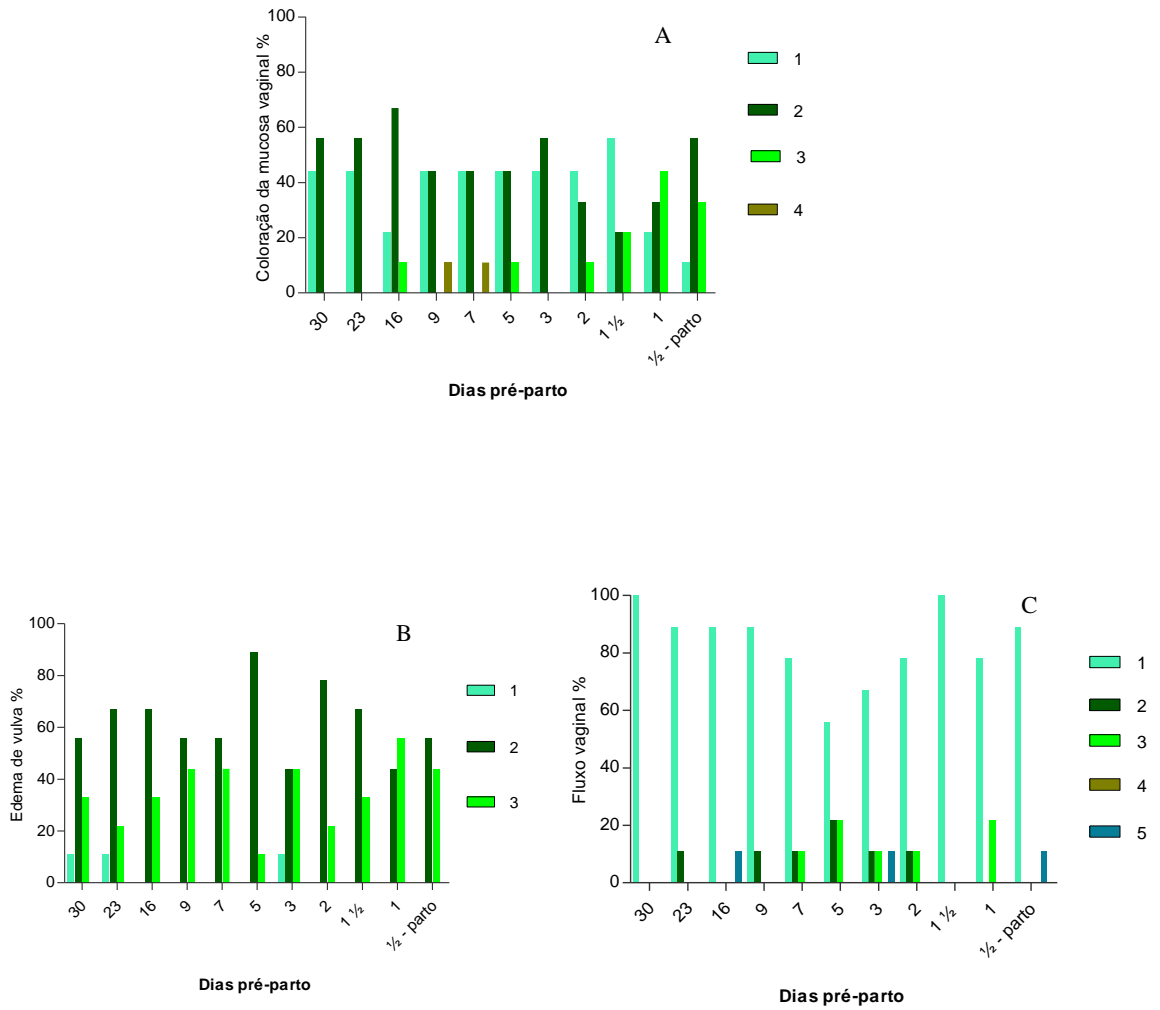 A
Coloração da mucosa vaginal %
100
80
60
40
20
0
30 23 16 9 7 5 3 2 1 ½ 1 ½ - parto
Dias pré-parto
1
2
3
4
B
Edema de vulva %
100
80
60
40
20
0
30 23 16 9 7 5 3 2 1 ½ 1 ½ - parto
Dias pré-parto
1
2
3
C
Fluxo vaginal %
100
80
60
40
20
0
30 23 16 9 7 5 3 2 1 ½ 1 ½ - parto
Dias pré-parto
1
2
3
4
5